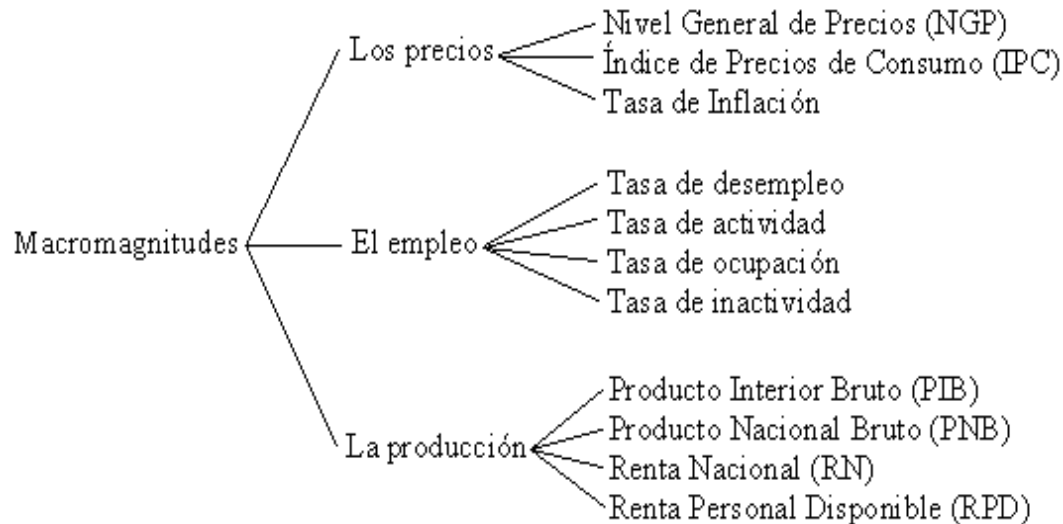 Macromagnitudes
Los precios
Nivel General de Precios (NGP)
Índice de Precios de Consumo (IPC)
Tasa de Inflación
El empleo
Tasa de desempleo
Tasa de actividad
Tasa de ocupación
Tasa de inactividad
La producción
Producto Interior Bruto (PIB)
Producto Nacional Bruto (PNB)
Renta Nacional (RN)
Renta Personal Disponible (RPD)